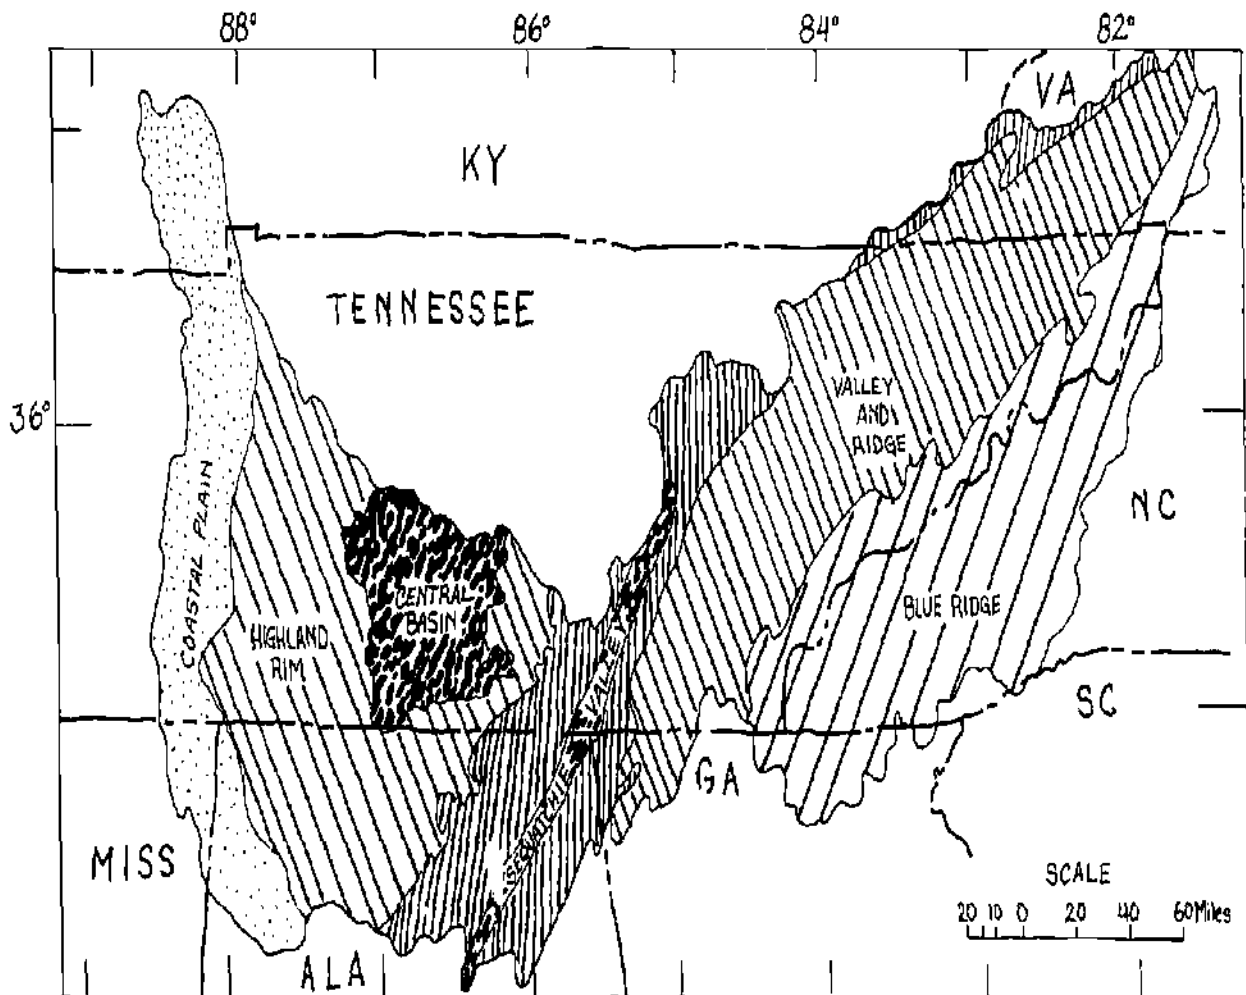 88° 86° 84° 82°
VA
KY
TENNESSEE
36°
VALLEY
AND
RIDGE
COASTAL PLAIN
NC
CENTRAL
BASIN
BLUE RIDGE
HIGHLAND
RIM
SEQUATCHIE VALLEY
SC
GA
MISS
SCALE
20 10 0 20 40 60 Miles
ALA